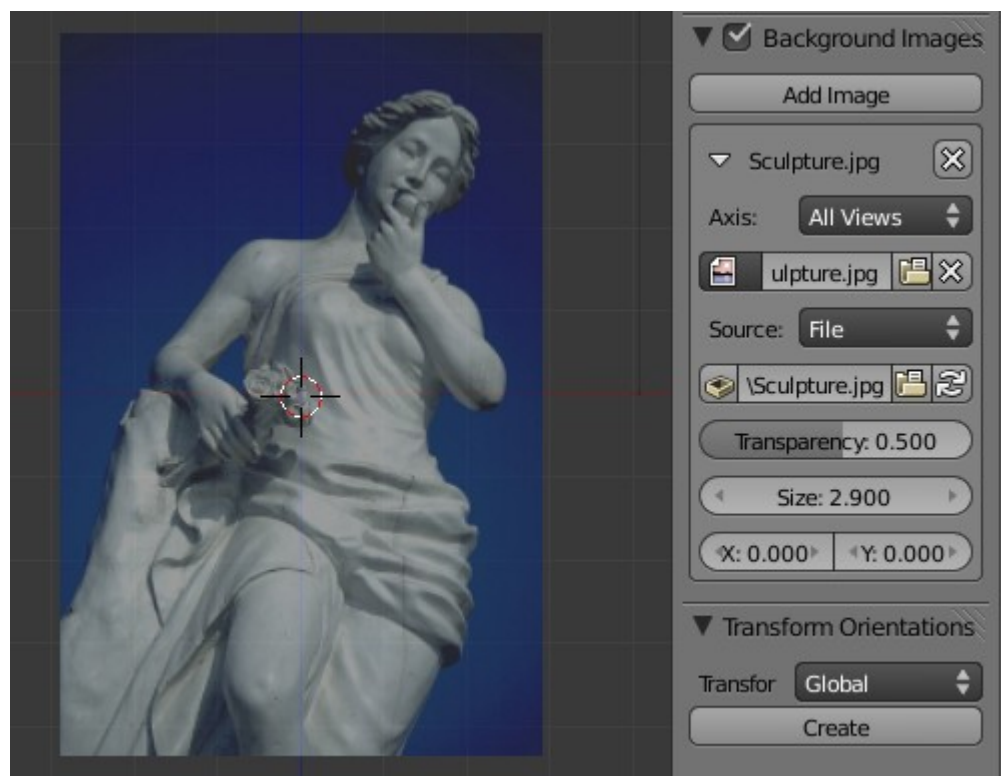 Background Images
Add Image
Sculpture.jpg
Axis: All Views
ulpture.jpg
Source: File
\Sculpture.jpg
Transparency: 0.500
Size: 2.900
X: 0.000 Y: 0.000
Transform Orientations
Transfor Global
Create